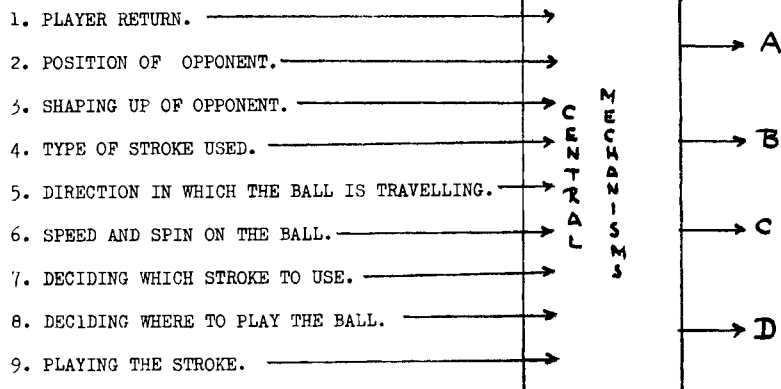 1. PLAYER RETURN.
2. POSITION OF OPPONENT.
3. SHAPING UP OF OPPONENT.
4. TYPE OF STROKE USED.
5. DIRECTION IN WHICH THE BALL IS TRAVELLING.
6. SPEED AND SPIN ON THE BALL.
7. DECIDING WHICH STROKE TO USE.
8. DECIDING WHERE TO PLAY THE BALL.
9. PLAYING THE STROKE.
CENTRAL
MECHANISMS
A
B
C
D